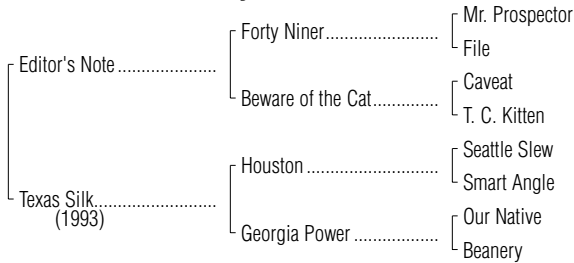 Mr. Prospector
Forty Niner
File
Editor's Note
Caveat
Beware of the Cat
T. C. Kitten
Seattle Slew
Houston
Smart Angle
Texas Silk
(1993)
Our Native
Georgia Power
Beanery